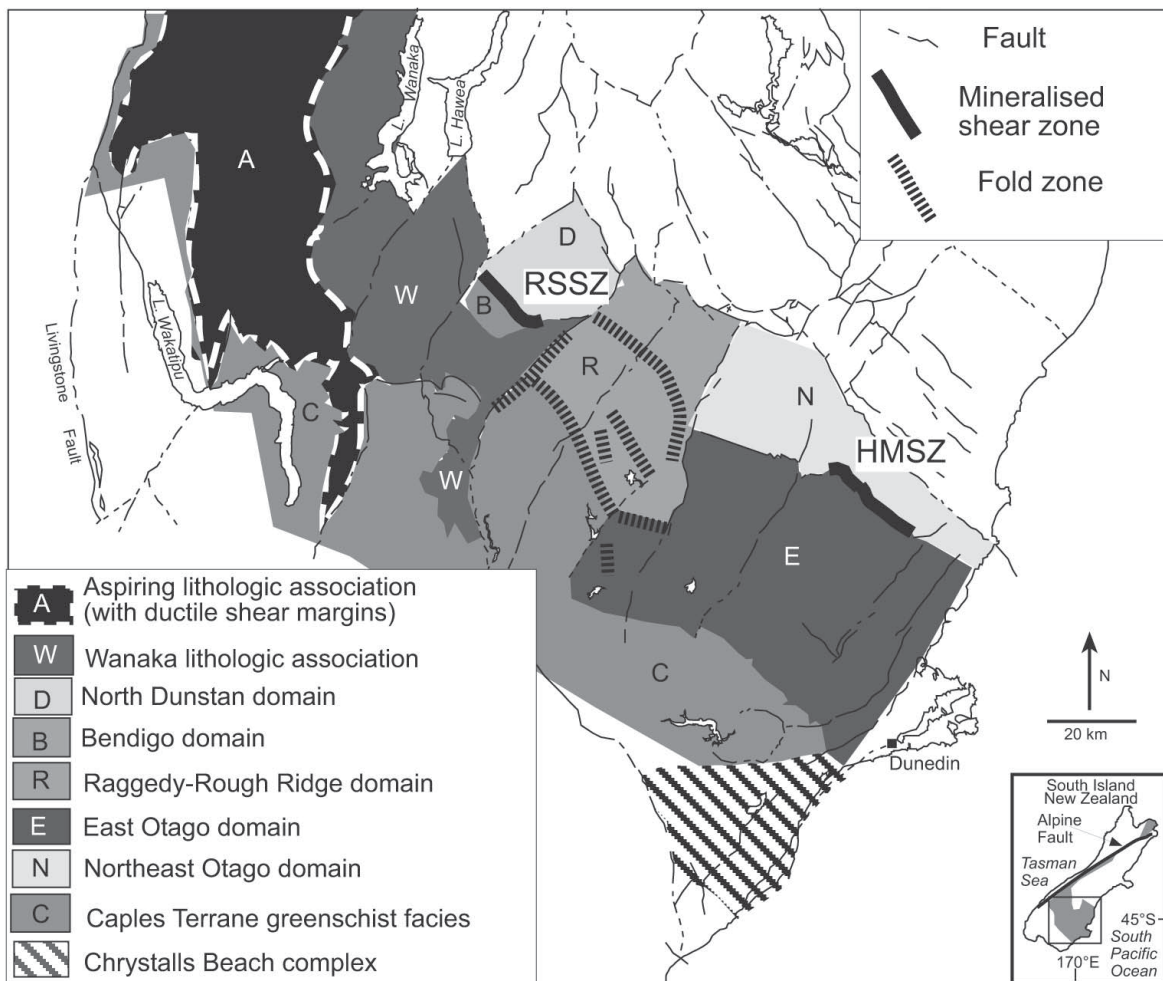 Fault
Mineralised
shear zone
Fold zone
A
L. Wanaka
L. Hawea
D
RSSZ
W
B
L. Wakatipu
Livingstone
Fault
C
R
N
HMSZ
W
E
C
N
20 km
Dunedin
A Aspiring lithologic association
(with ductile shear margins)
W Wanaka lithologic association
D North Dunstan domain
B Bendigo domain
R Raggedy-Rough Ridge domain
E East Otago domain
N Northeast Otago domain
C Caples Terrane greenschist facies
Chrystalls Beach complex
South Island
New Zealand
Alpine
Fault
Tasman
Sea
45°S
South
Pacific
Ocean
170°E